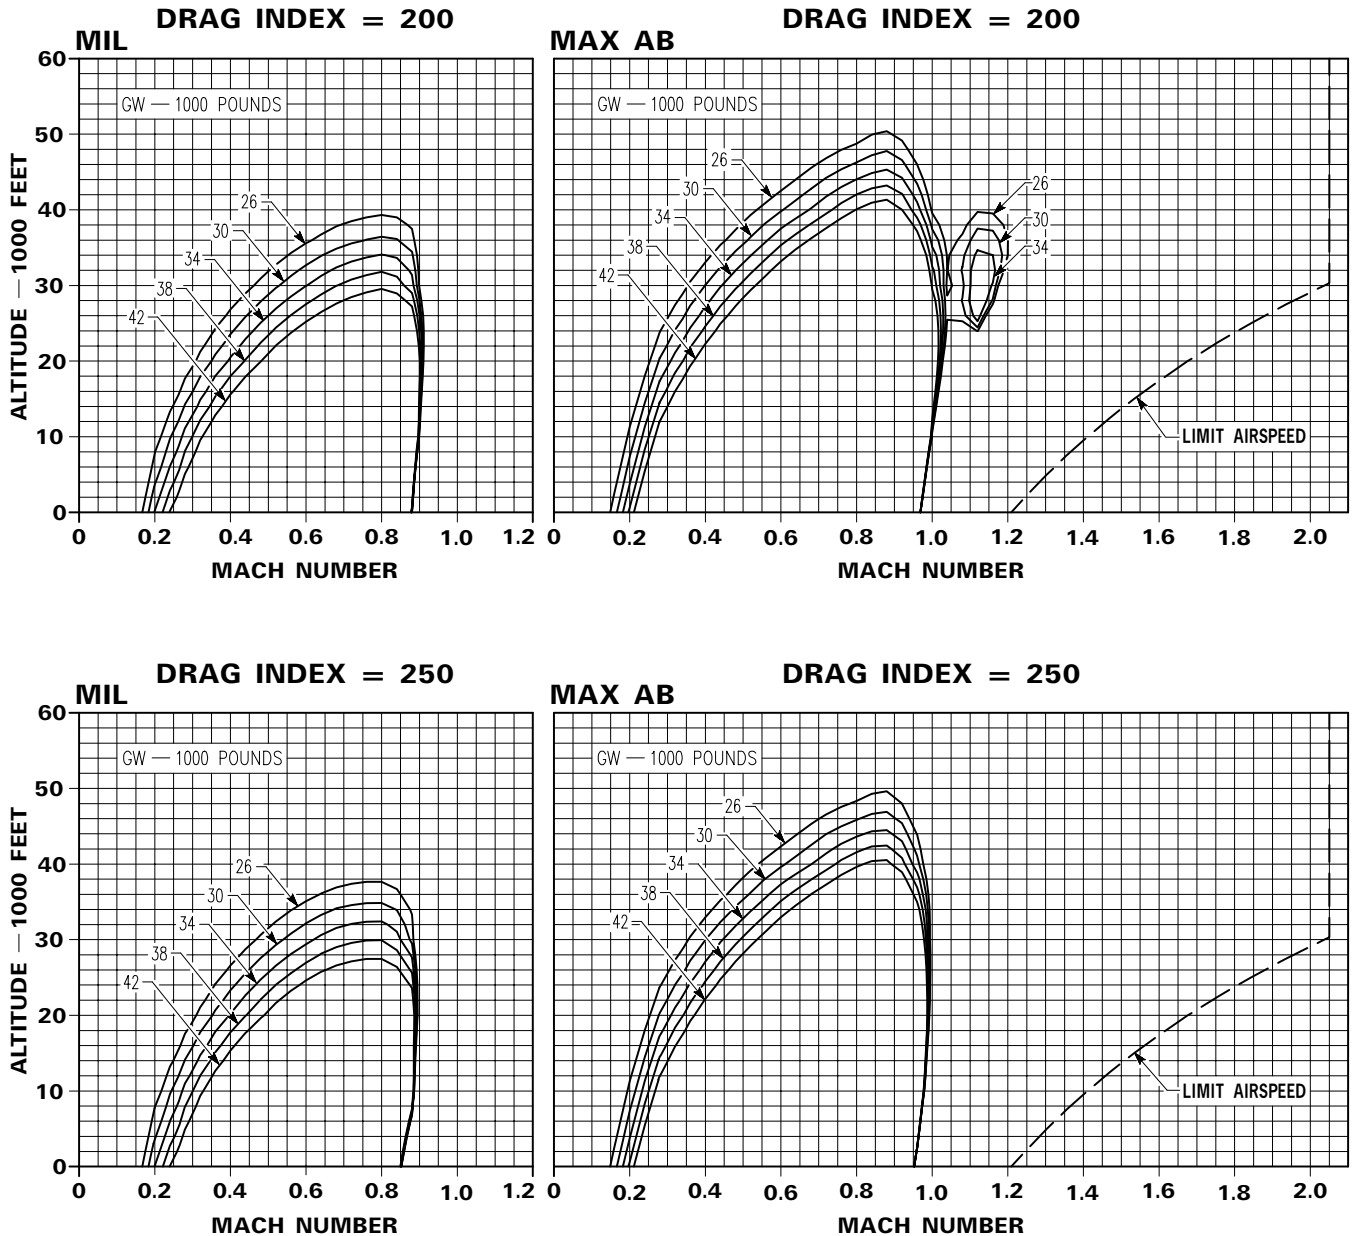 DRAG INDEX = 200
MIL
GW — 1000 POUNDS
ALTITUDE — 1000 FEET
60
50
40
30
20
10
0
26
30
34
38
42
0 0.2 0.4 0.6 0.8 1.0 1.2
MACH NUMBER
DRAG INDEX = 200
MAX AB
GW — 1000 POUNDS
26
30
34
38
42
26
30
34
LIMIT AIRSPEED
0 0.2 0.4 0.6 0.8 1.0 1.2 1.4 1.6 1.8 2.0
MACH NUMBER
DRAG INDEX = 250
MIL
GW — 1000 POUNDS
ALTITUDE — 1000 FEET
60
50
40
30
20
10
0
26
30
34
38
42
0 0.2 0.4 0.6 0.8 1.0 1.2
MACH NUMBER
DRAG INDEX = 250
MAX AB
GW — 1000 POUNDS
26
30
34
38
42
LIMIT AIRSPEED
0 0.2 0.4 0.6 0.8 1.0 1.2 1.4 1.6 1.8 2.0
MACH NUMBER